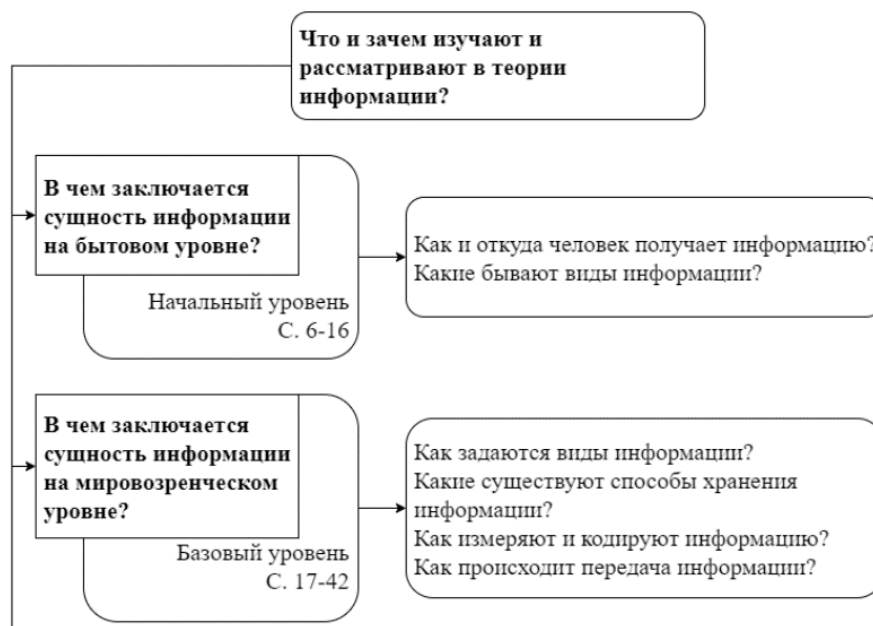 Что и зачем изучают и
рассматривают в теории
информации?
В чем заключается
сущность информации
на бытовом уровне?
Начальный уровень
С. 6-16
Как и откуда человек получает информацию?
Какие бывают виды информации?
В чем заключается
сущность информации
на мировозренческом
уровне?
Базовый уровень
С. 17-42
Как задаются виды информации?
Какие существуют способы хранения
информации?
Как измеряют и кодируют информацию?
Как происходит передача информации?